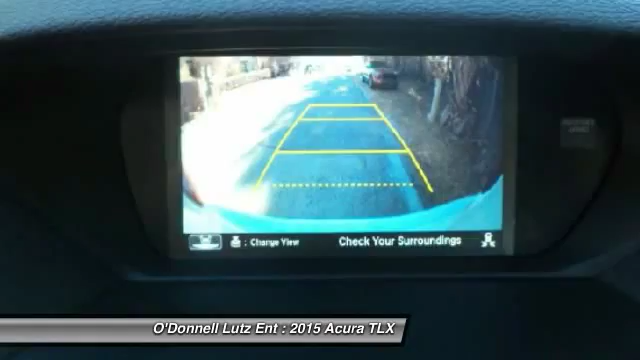 : Change View
Check Your Surroundings
O'Donnell Lutz Ent : 2015 Acura TLX